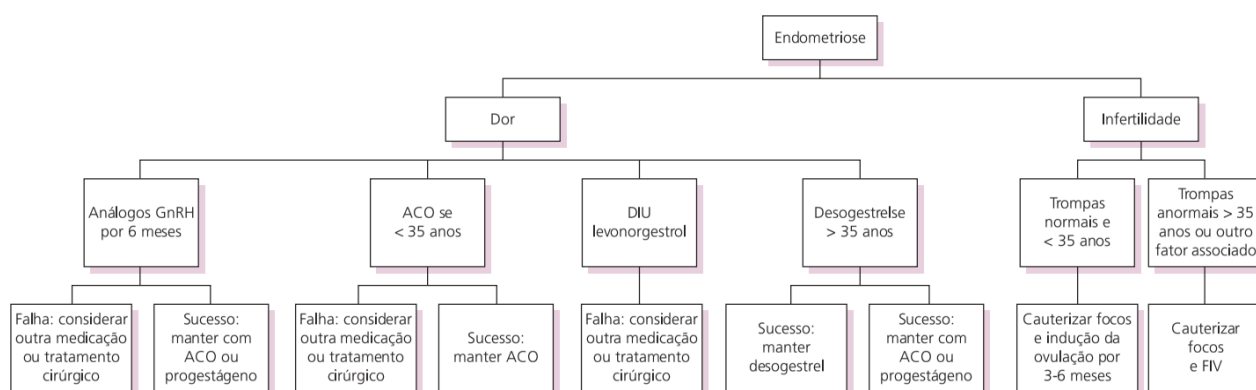 Endometriose
Dor
Infertilidade
Análogos GnRH
por 6 meses
ACO se
< 35 anos
DIU
levonorgestrol
Desogestrelse
> 35 anos
Trompas
normais e
< 35 anos
Trompas
anormais > 35
anos ou outro
fator associado
Falha: considerar
outra medicação
ou tratamento
cirúrgico
Sucesso:
manter com
ACO ou
progestágeno
Falha: considerar
outra medicação
ou tratamento
cirúrgico
Sucesso:
manter ACO
Falha: considerar
outra medicação
ou tratamento
cirúrgico
Sucesso:
manter
desogestrel
Sucesso:
manter com
ACO ou
progestágeno
Cauterizar focos
e indução da
ovulação por
3-6 meses
Cauterizar
focos
e FIV